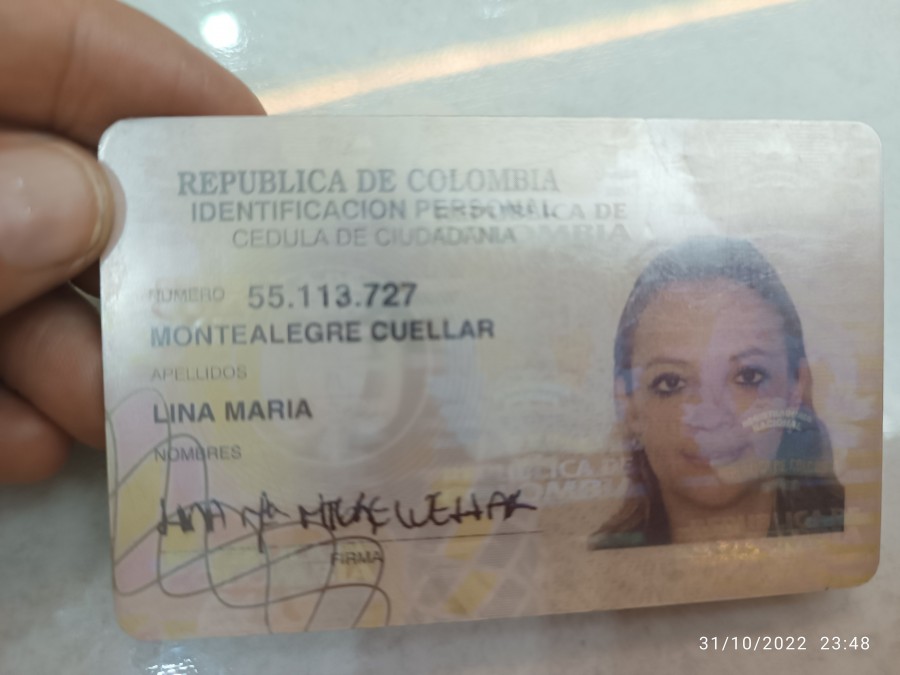 REPUBLICA DE COLOMBIA
IDENTIFICACION PERSONAL
CEDULA DE CIUDADANIA
NUMERO 55.113.727
MONTEALEGRE CUELLAR
APELLIDOS
LINA MARIA
NOMBRES
FIRMA
31/10/2022 23:48